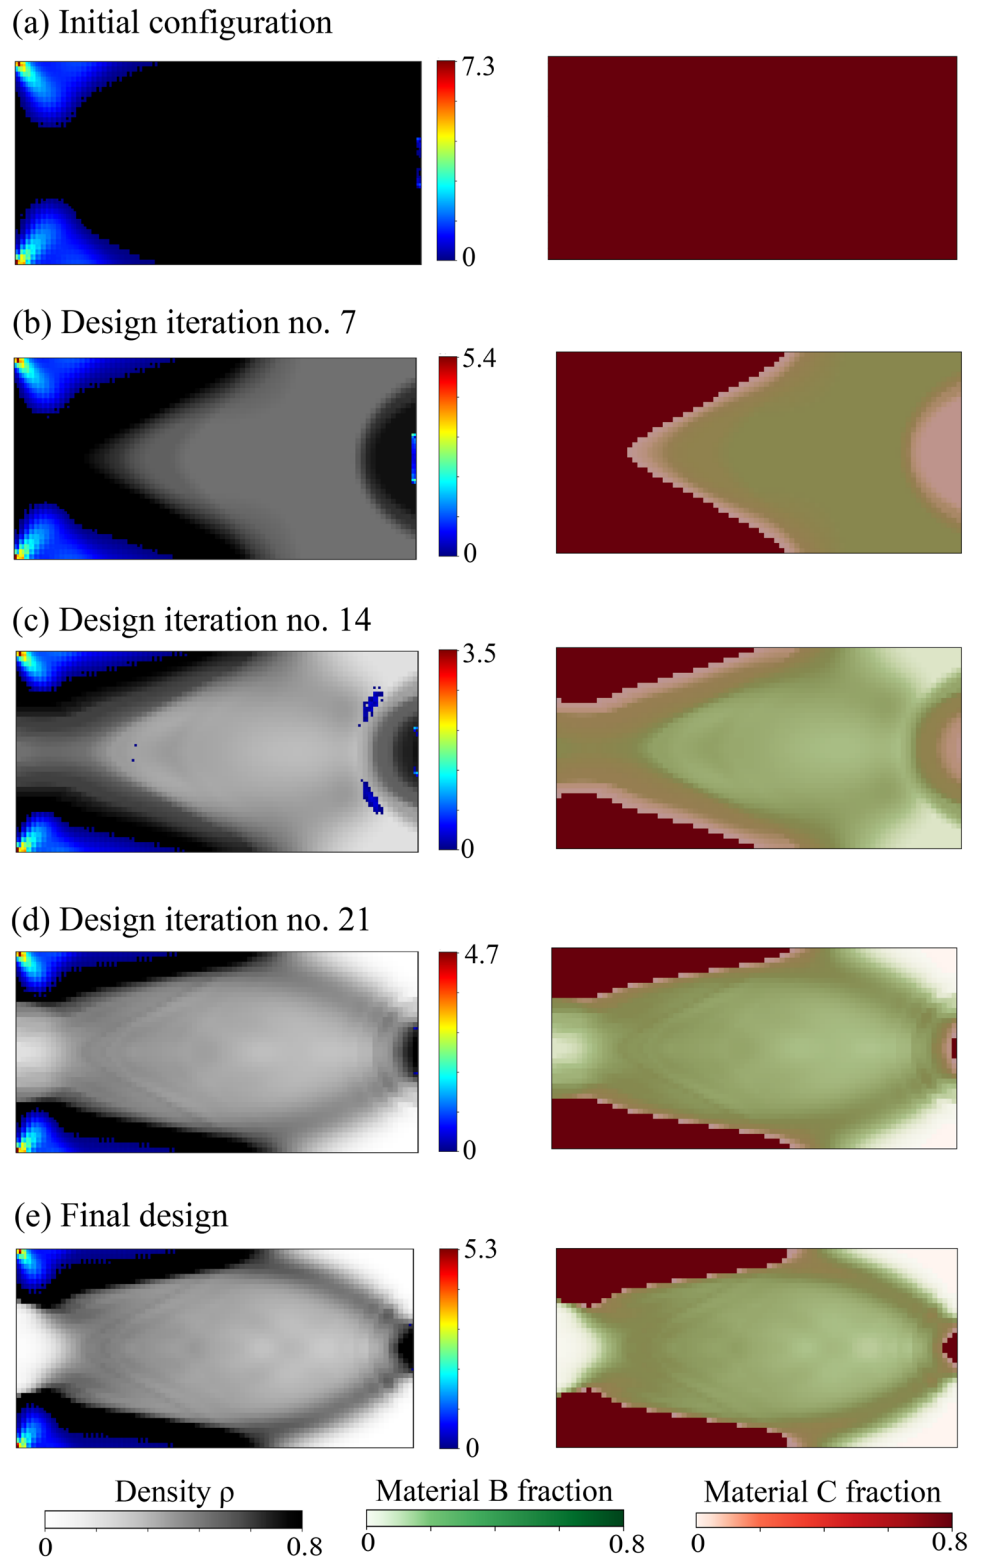 (a) Initial configuration
7.3
0
(b) Design iteration no. 7
5.4
0
(c) Design iteration no. 14
3.5
0
(d) Design iteration no. 21
4.7
0
(e) Final design
5.3
0
Density ρ
0 0.8
Material B fraction
0 0.8
Material C fraction
0 0.8